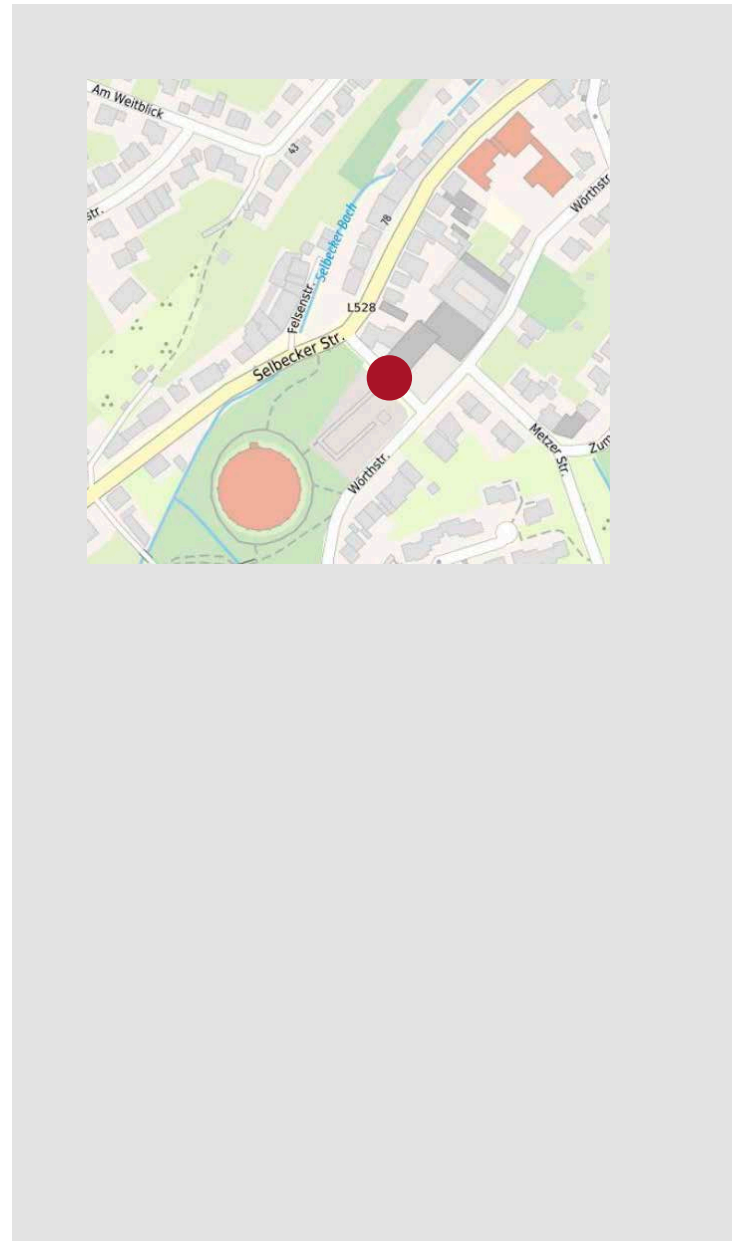 Am Weitblick
43
str.
Wörthstr
Selbecker Bach
78
Felsenstr.
L528
Selbecker Str.
Wörthstr.
Metzer Str.
Zum